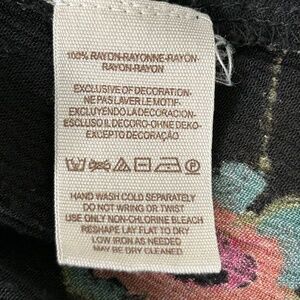 100% RAYON-RAYONNE-RAYON-
RAYON-RAYON
EXCLUSIVE OF DECORATION-
NE PAS LAVER LE MOTIF-
EXCLUYENDO LA DECORACION-
ESCLUSO IL DECORO-OHNE DEKO-
EXCEPTO DECORAÇÃO
HAND WASH COLD SEPARATELY
DO NOT WRING OR TWIST
USE ONLY NON-CHLORINE BLEACH
RESHAPE LAY FLAT TO DRY
LOW IRON AS NEEDED
MAY BE DRY CLEANED